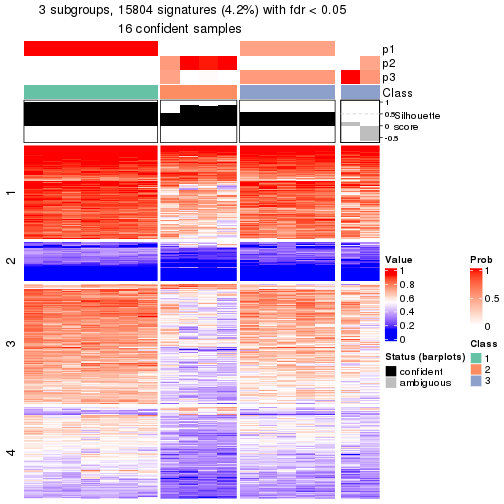 3 subgroups, 15804 signatures (4.2%) with fdr < 0.05
16 confident samples
p1
p2
p3
Class
1
0.5
0
-0.5
Silhouette
score
1
2
3
4
Value
1
0.8
0.6
0.4
0.2
0
Prob
1
0.5
0
Status (barplots)
confident
ambiguous
Class
1
2
3